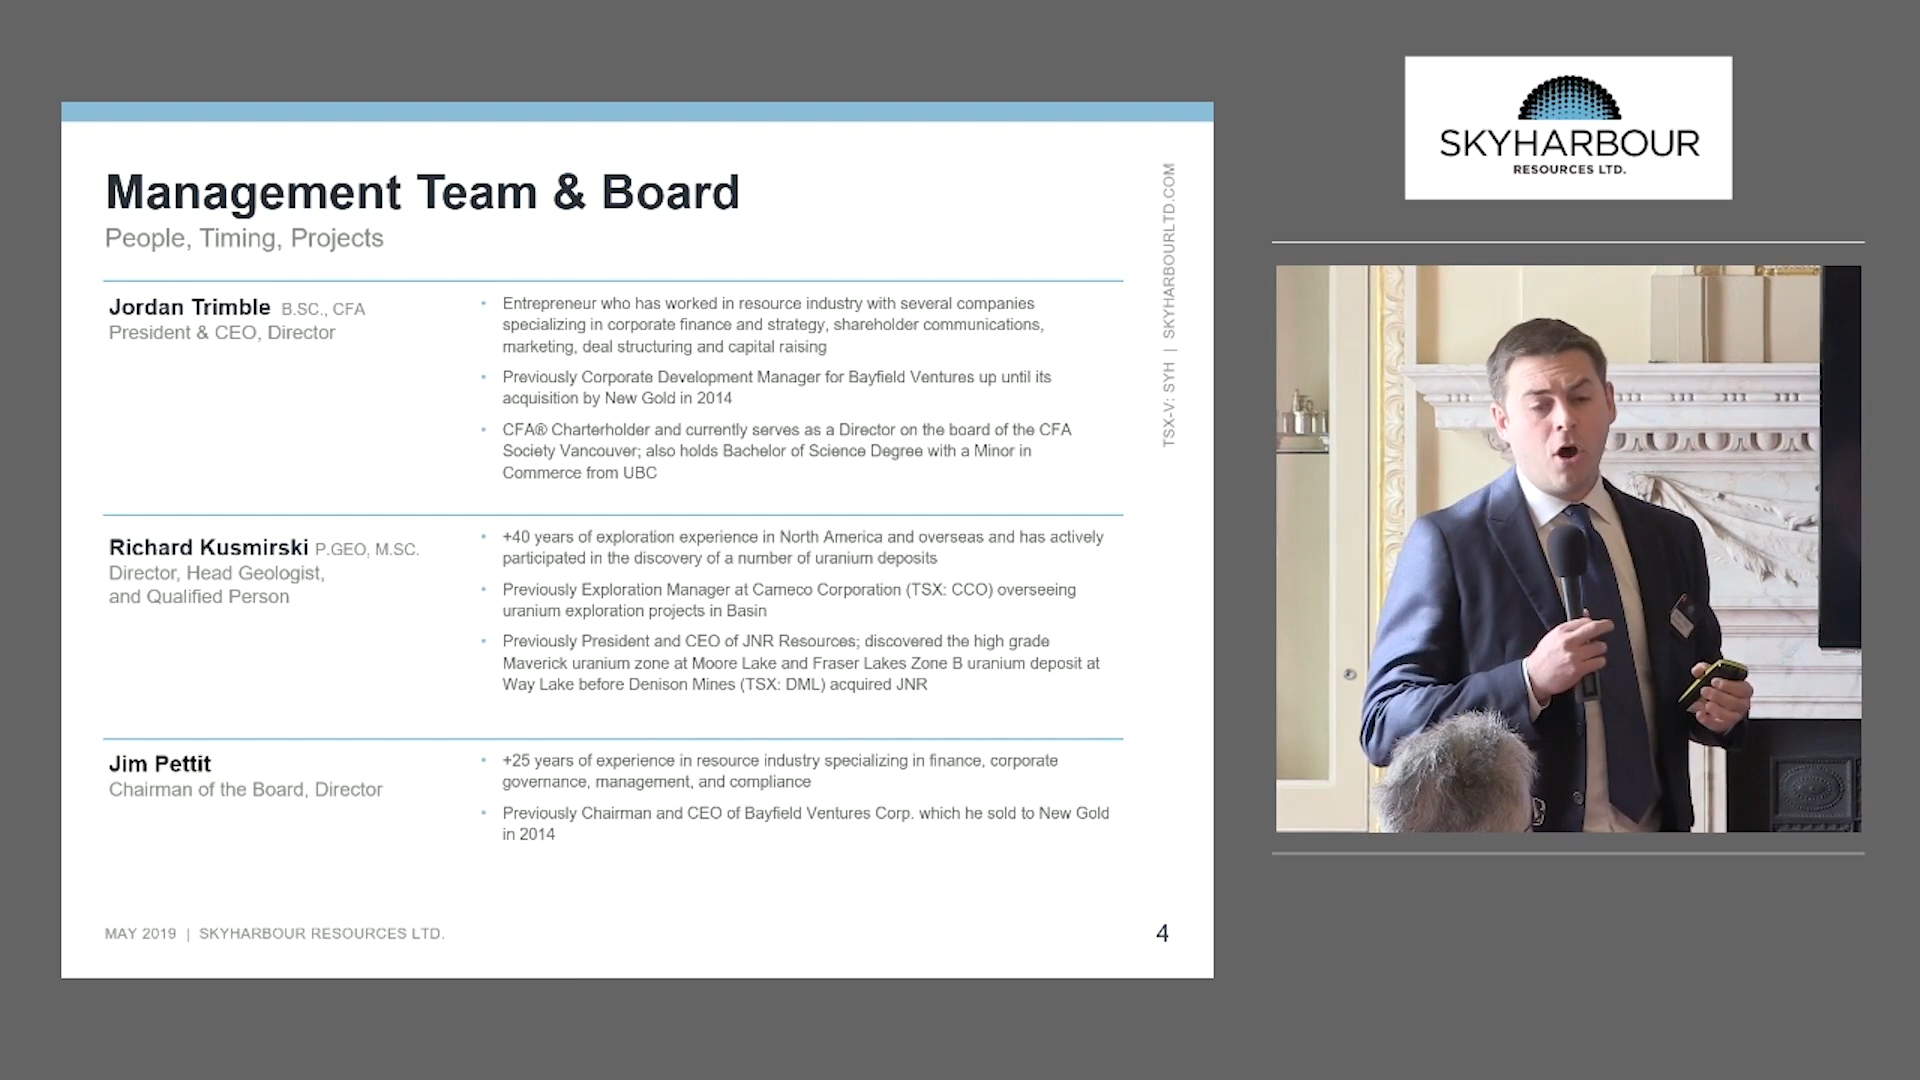 Management Team & Board
People, Timing, Projects
Jordan Trimble B.SC., CFA
President & CEO, Director
• Entrepreneur who has worked in resource industry with several companies
specializing in corporate finance and strategy, shareholder communications,
marketing, deal structuring and capital raising
• Previously Corporate Development Manager for Bayfield Ventures up until its
acquisition by New Gold in 2014
• CFA® Charterholder and currently serves as a Director on the board of the CFA
Society Vancouver; also holds Bachelor of Science Degree with a Minor in
Commerce from UBC
Richard Kusmirski P.GEO, M.SC.
Director, Head Geologist,
and Qualified Person
• +40 years of exploration experience in North America and overseas and has actively
participated in the discovery of a number of uranium deposits
• Previously Exploration Manager at Cameco Corporation (TSX: CCO) overseeing
uranium exploration projects in Basin
• Previously President and CEO of JNR Resources; discovered the high grade
Maverick uranium zone at Moore Lake and Fraser Lakes Zone B uranium deposit at
Way Lake before Denison Mines (TSX: DML) acquired JNR
Jim Pettit
Chairman of the Board, Director
• +25 years of experience in resource industry specializing in finance, corporate
governance, management, and compliance
• Previously Chairman and CEO of Bayfield Ventures Corp. which he sold to New Gold
in 2014
MAY 2019 | SKYHARBOUR RESOURCES LTD.
4
TSX-V: SYH | SKYHARBOURLTD.COM
SKYHARBOUR
RESOURCES LTD.